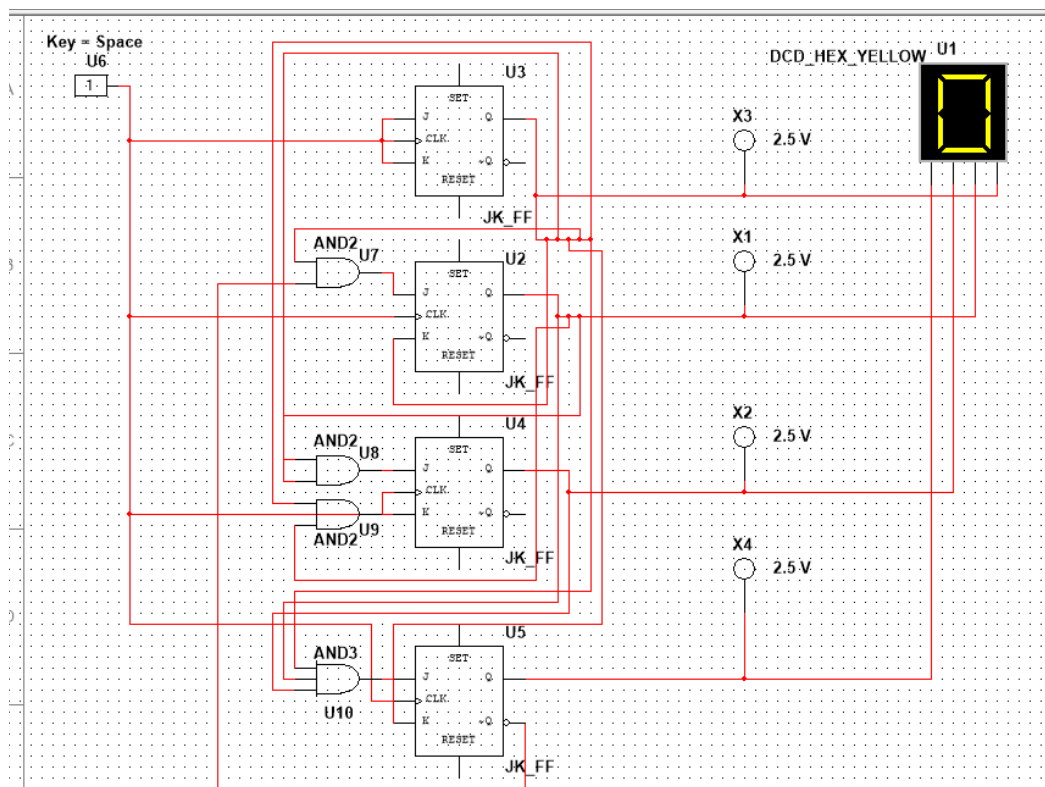 Key = Space
U6
1
U3
SET
J
Q
CLK
K
~Q
RESET
JK_FF
DCD_HEX_YELLOW
U1
0
X3
2.5 V
AND2
U7
U2
SET
J
Q
CLK
K
~Q
RESET
JK_FF
X1
2.5 V
AND2
U8
U9
AND2
U4
SET
J
Q
CLK
K
~Q
RESET
JK_FF
X2
2.5 V
AND3
U10
U5
SET
J
Q
CLK
K
~Q
RESET
JK_FF
X4
2.5 V